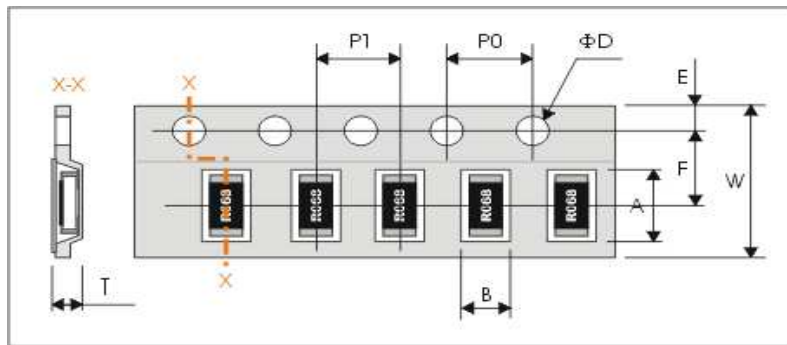 P1 P0 ΦD E
X-X X
F W
R068 R068 R068 R068 R068 A
T X B